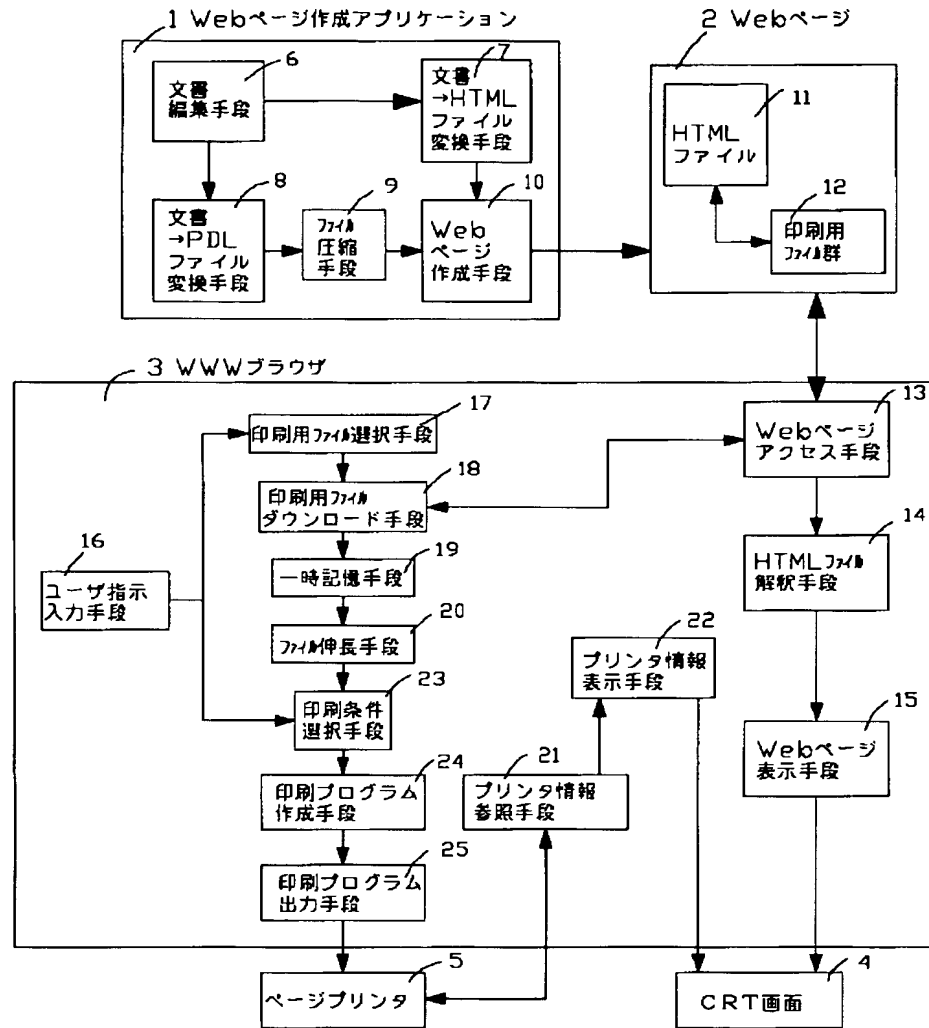 1 Webページ作成アプリケーション
2 Webページ
6
文書
編集手段
7
文書
→HTML
ファイル
変換手段
8
文書
→PDL
ファイル
変換手段
9
ファイル
圧縮
手段
10
Web
ページ
作成手段
11
HTML
ファイル
12
印刷用
ファイル群
3 WWWブラウザ
13
Webページ
アクセス手段
17
印刷用ファイル選択手段
18
印刷用ファイル
ダウンロード手段
14
HTMLファイル
解釈手段
16
ユーザ指示
入力手段
19
一時記憶手段
20
ファイル伸長手段
22
プリンタ情報
表示手段
23
印刷条件
選択手段
15
Webページ
表示手段
24
印刷プログラム
作成手段
21
プリンタ情報
参照手段
25
印刷プログラム
出力手段
5
ページプリンタ
4
CRT画面